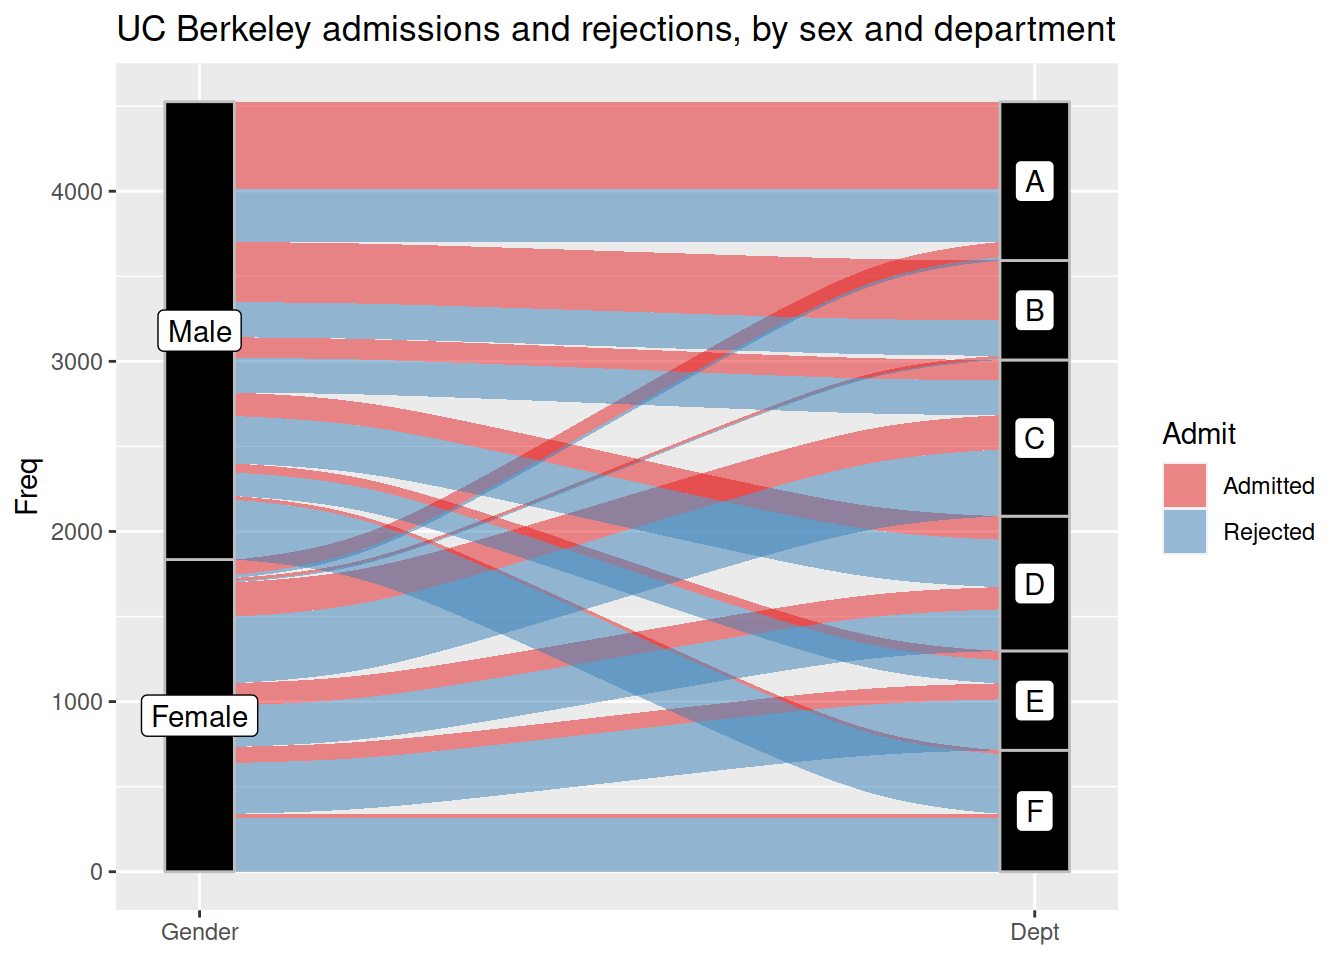 UC Berkeley admissions and rejections, by sex and department
Freq
4000
3000
2000
1000
0
Male
Female
A
B
C
D
E
F
Gender
Dept
Admit
Admitted
Rejected